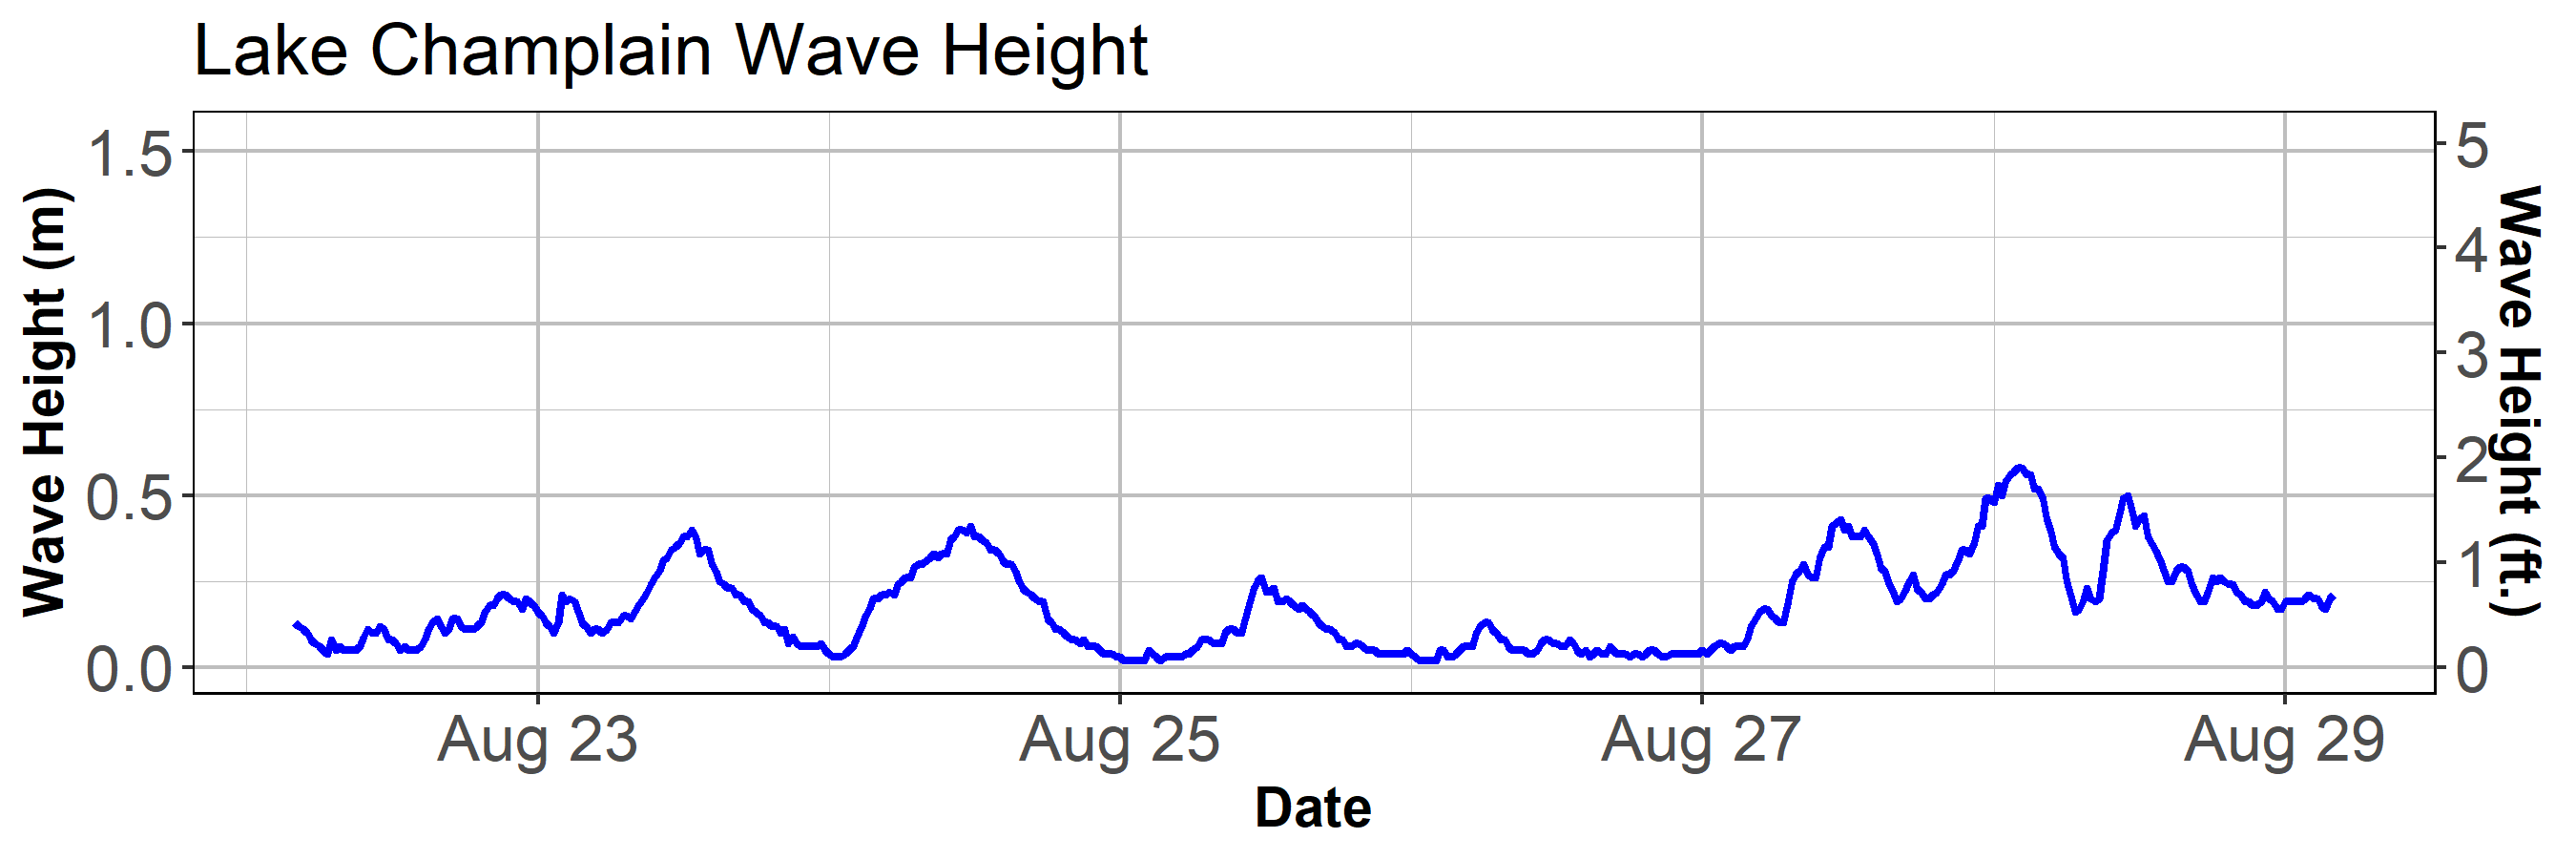 Lake Champlain Wave Height
Wave Height (m)
1.5
1.0
0.5
0.0
5
4
3
2
1
0
Wave Height (ft.)
Aug 23
Aug 25
Aug 27
Aug 29
Date